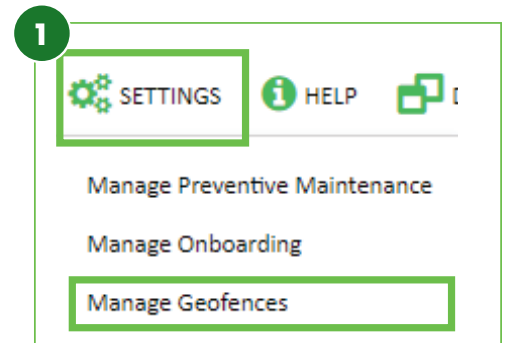 1
SETTINGS HELP
Manage Preventive Maintenance
Manage Onboarding
Manage Geofences